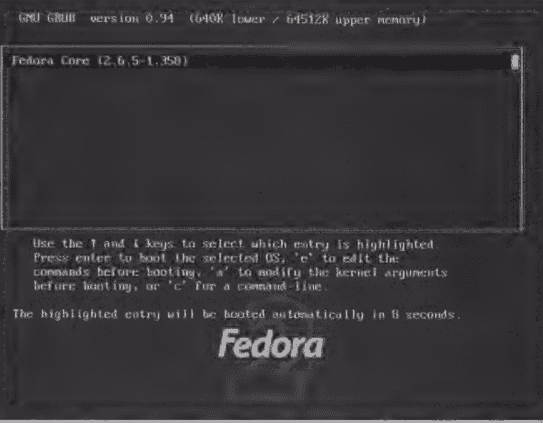 GNU GRUB version 0.94 (640K lower / 64512K upper memory)
Fedora Core (2.6.5-1.358)
Use the ↑ and ↓ keys to select which entry is highlighted.
Press enter to boot the selected OS, 'e' to edit the
commands before booting, 'a' to modify the kernel arguments
before booting, or 'c' for a command-line.
The highlighted entry will be booted automatically in 8 seconds.
Fedora